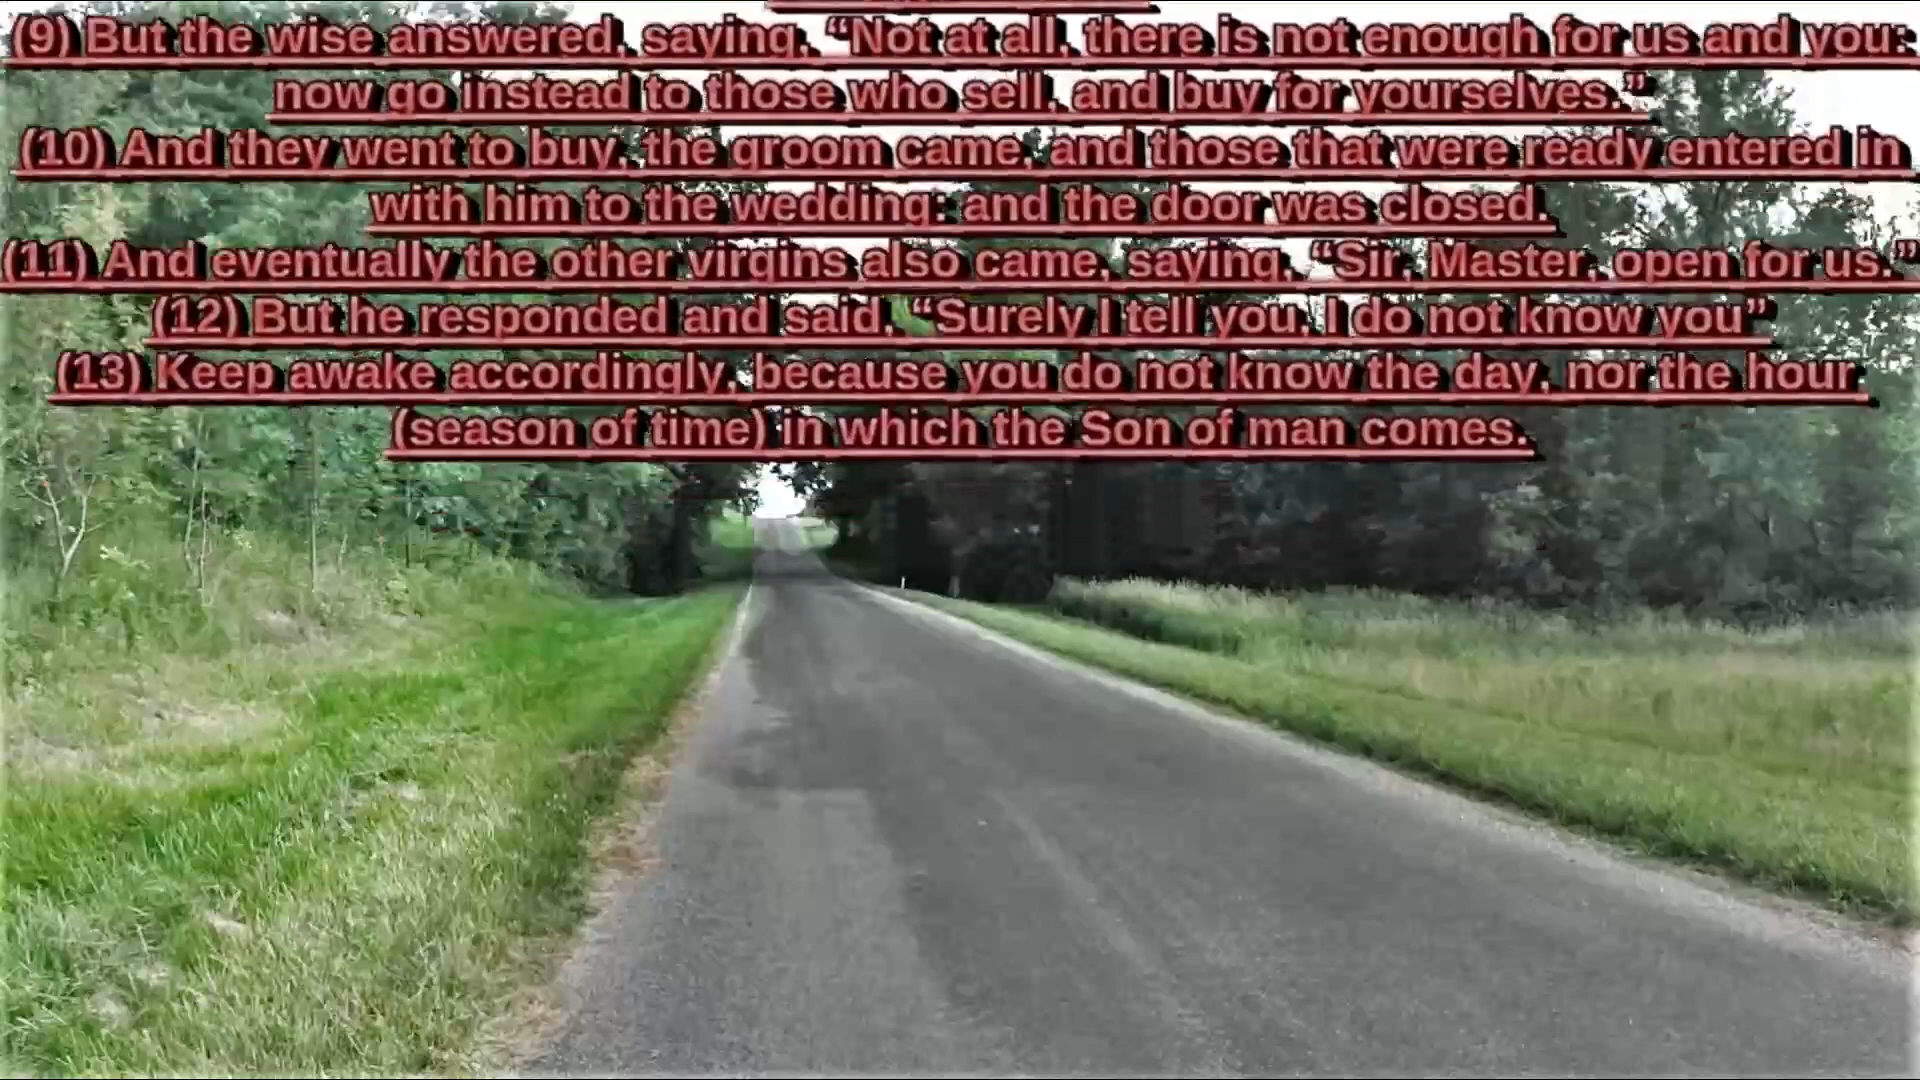 (9) But the wise answered, saying, “Not at all, there is not enough for us and you:
now go instead to those who sell, and buy for yourselves.”
(10) And they went to buy, the groom came, and those that were ready entered in
with him to the wedding: and the door was closed.
(11) And eventually the other virgins also came, saying, “Sir, Master, open for us.”
(12) But he responded and said, “Surely I tell you, I do not know you”
(13) Keep awake accordingly, because you do not know the day, nor the hour
(season of time) in which the Son of man comes.